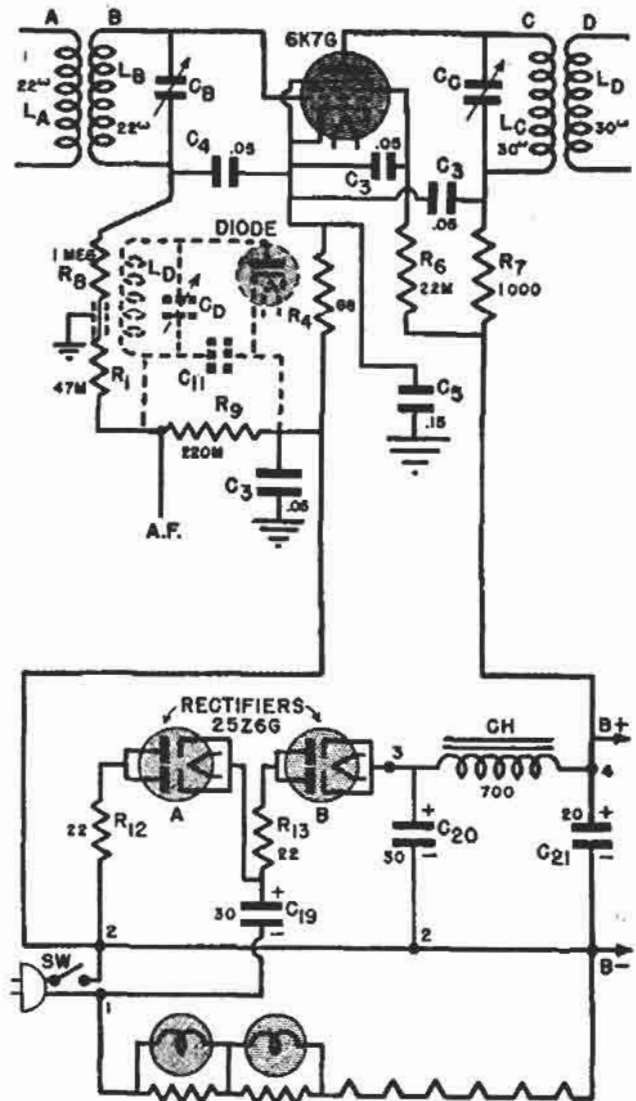 A B 6K7G C D
1
22ω
LA
LB
22ω
CB
CC
LC
30ω
LD
30ω
C4 .05
.05
C3
C3
.05
DIODE
1 MEG
R8
LD
CD
R4
68
R6
22M
R7
1000
C11
R1
47M
R9
220M
C5
.15
C3
.05
A.F.
RECTIFIERS
25Z6G
CH
B+
3
4
700
A
B
22 R12
R13
22
C20
30
20
C21
30 C19
2
2
SW
B-
1